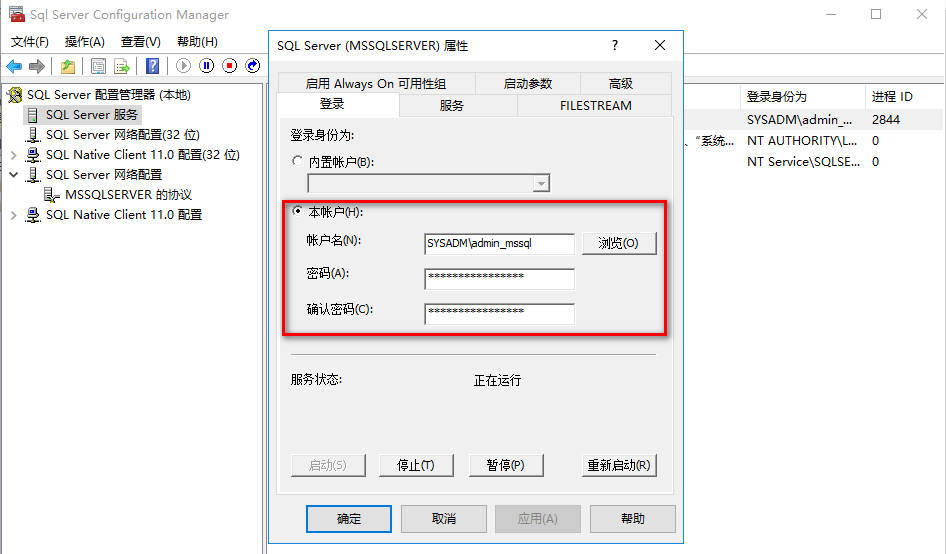 Sql Server Configuration Manager
文件(F) 操作(A) 查看(V) 帮助(H)
SQL Server 配置管理器 (本地)
SQL Server 服务
SQL Server 网络配置(32 位)
SQL Native Client 11.0 配置(32 位)
SQL Server 网络配置
MSSQLSERVER 的协议
SQL Native Client 11.0 配置
SQL Server (MSSQLSERVER) 属性
启用 Always On 可用性组 启动参数 高级
登录 服务 FILESTREAM
登录身份为:
内置帐户(B):
本帐户(H):
帐户名(N): SYSADM\admin_mssql 浏览(O)
密码(A): ****************
确认密码(C): ****************
服务状态: 正在运行
启动(S) 停止(T) 暂停(P) 重新启动(R)
确定 取消 应用(A) 帮助
登录身份为 进程 ID
SYSADM\admin_... 2844
、“系统... NT AUTHORITY\L... 0
NT Service\SQLSE... 0